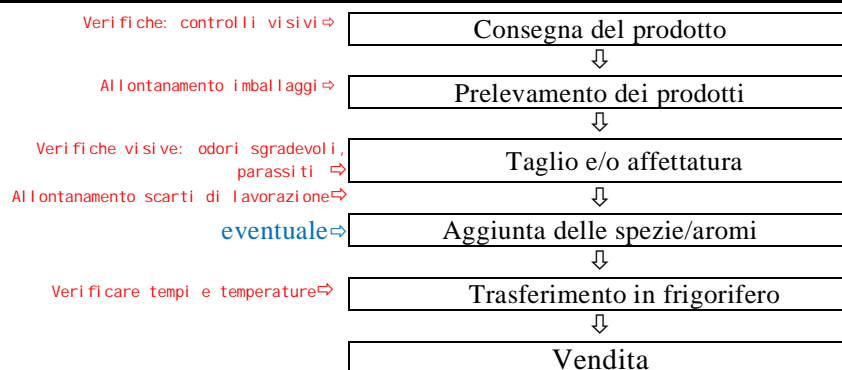 Verifiche: controlli visivi⇨ Consegna del prodotto
⇩
Allontanamento imballaggi⇨ Prelevamento dei prodotti
⇩
Verifiche visive: odori sgradevoli,
parassiti ⇨ Taglio e/o affettatura
Allontanamento scarti di lavorazione⇨ ⇩
eventuale⇨ Aggiunta delle spezie/aromi
⇩
Verificare tempi e temperature⇨ Trasferimento in frigorifero
⇩
Vendita